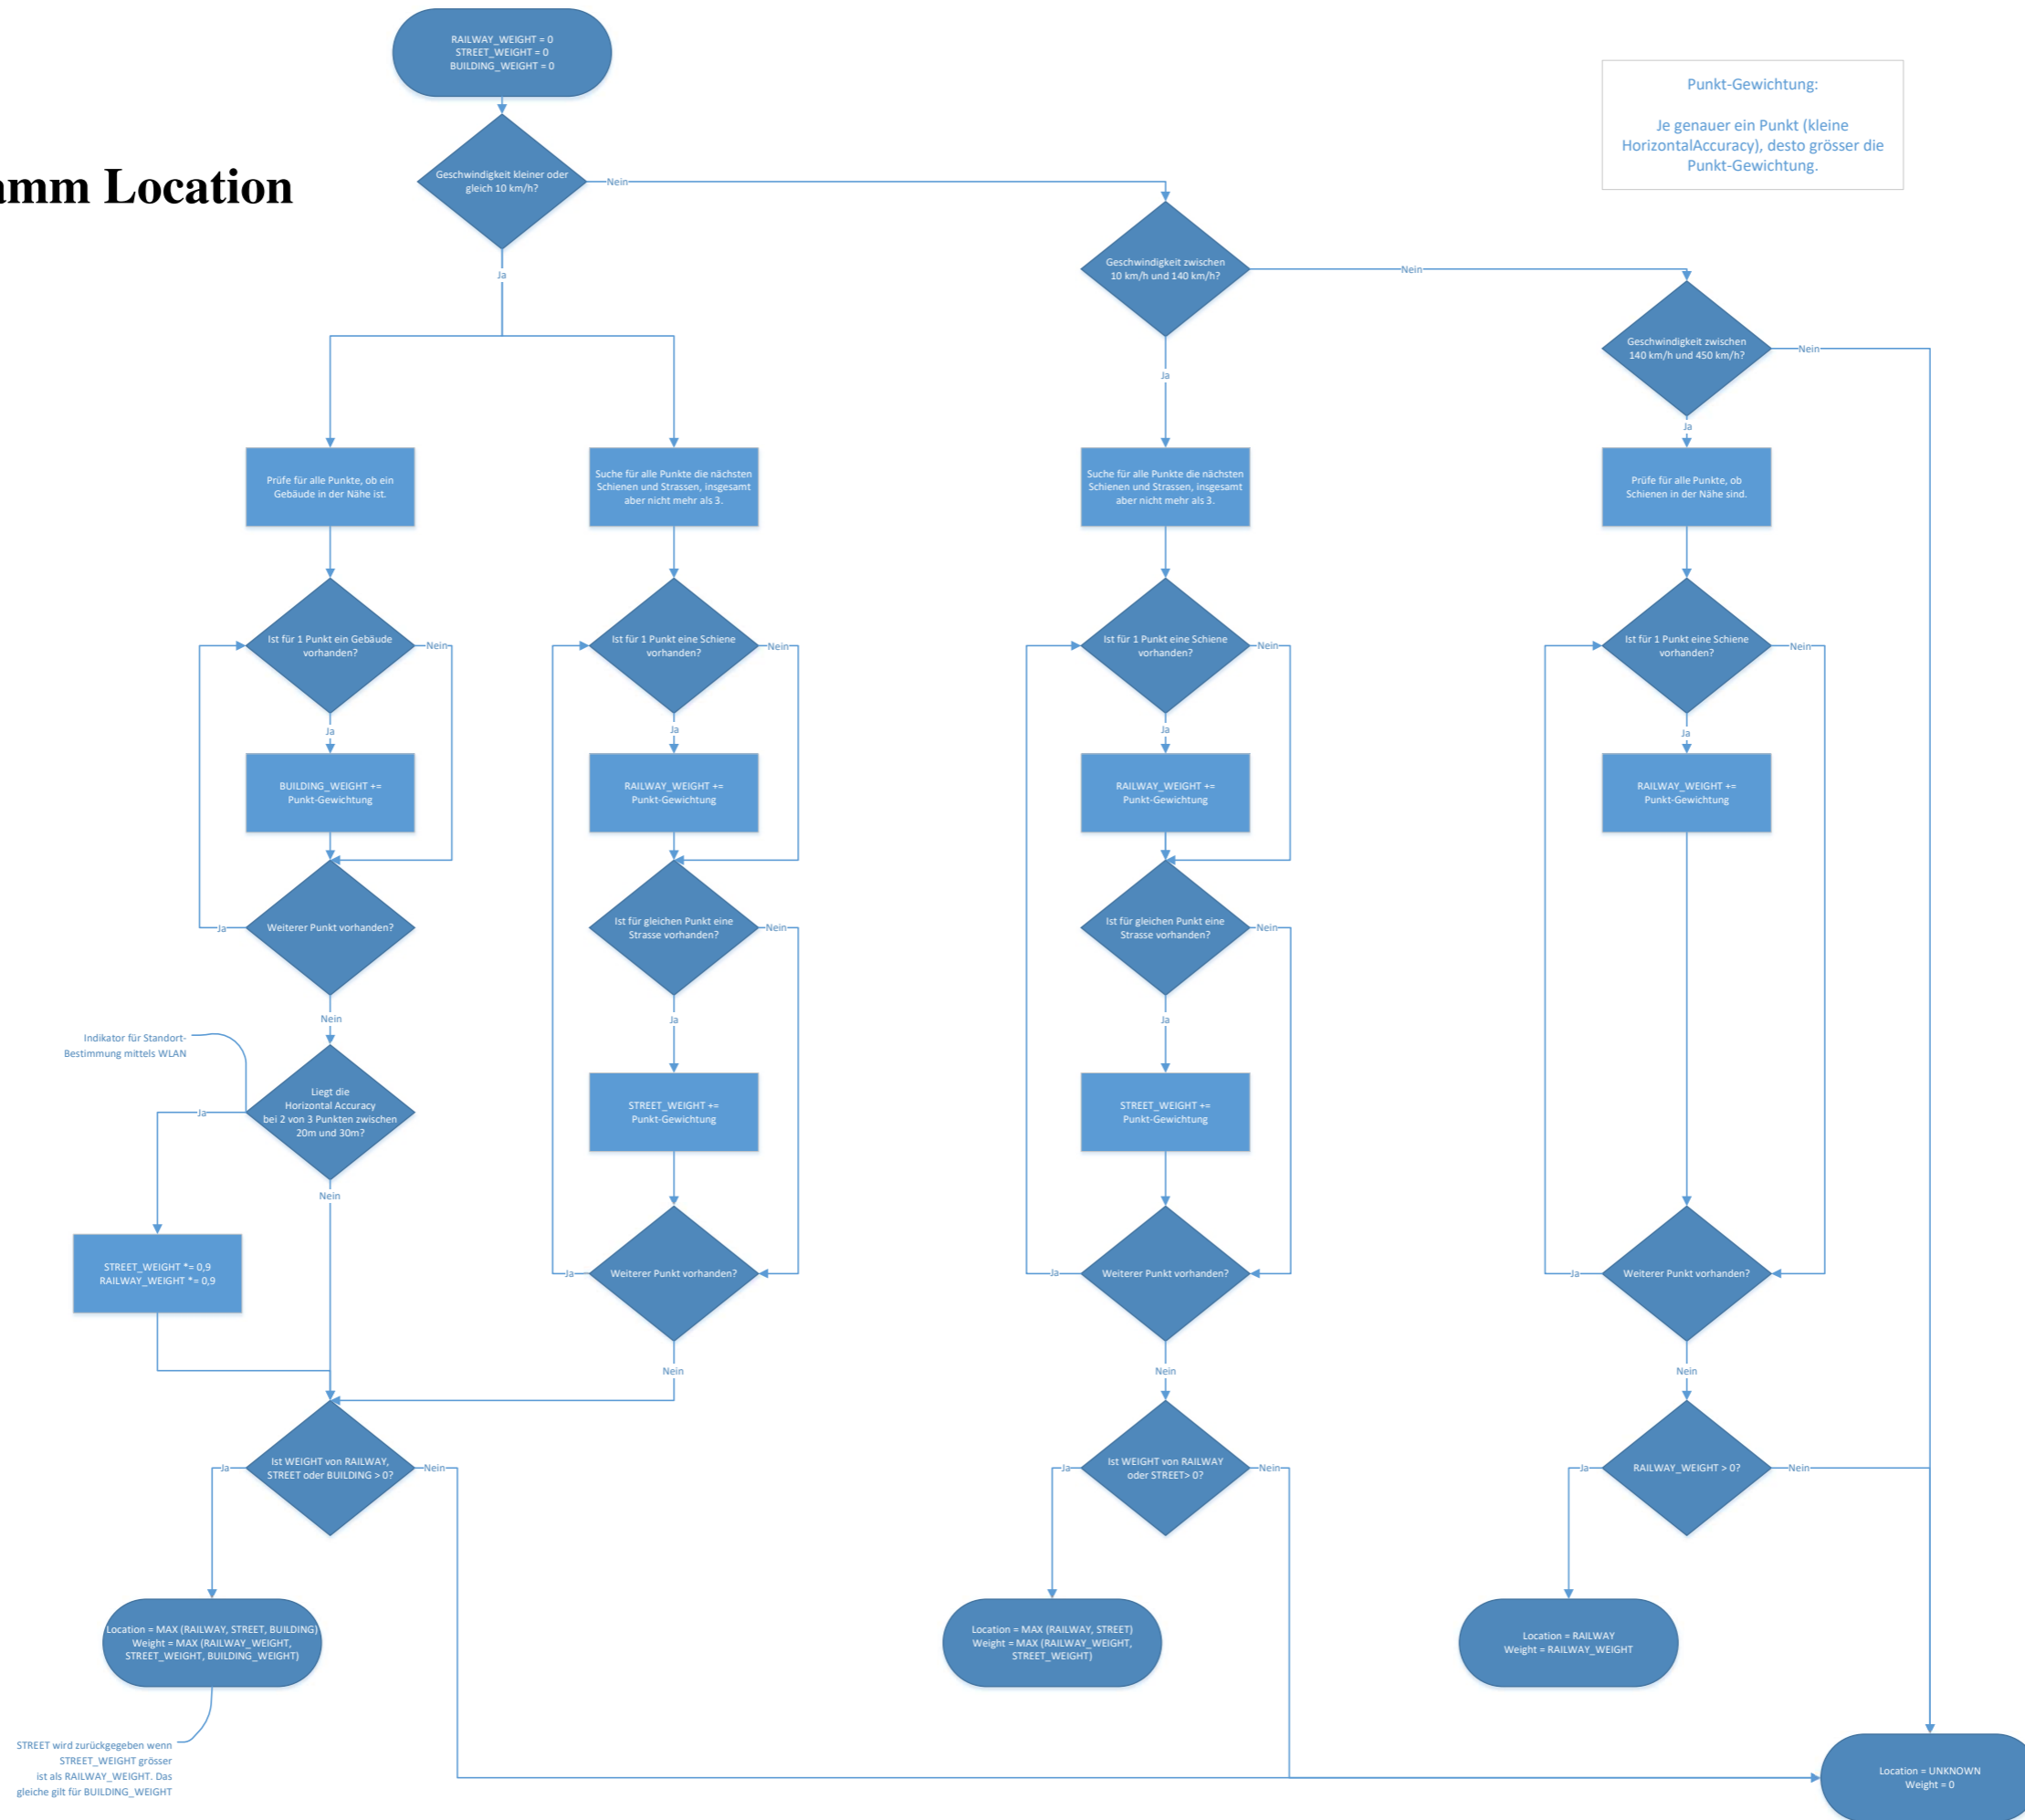 RAILWAY_WEIGHT = 0
STREET_WEIGHT = 0
BUILDING_WEIGHT = 0
Punkt-Gewichtung:
Je genauer ein Punkt (kleine
HorizontalAccuracy), desto grösser die
Punkt-Gewichtung.
amm Location
Geschwindigkeit kleiner oder
gleich 10 km/h?
Nein
Ja
Geschwindigkeit zwischen
10 km/h und 140 km/h?
Nein
Ja
Geschwindigkeit zwischen
140 km/h und 450 km/h?
Nein
Ja
Prüfe für alle Punkte, ob ein
Gebäude in der Nähe ist.
Suche für alle Punkte die nächsten
Schienen und Strassen, insgesamt
aber nicht mehr als 3.
Suche für alle Punkte die nächsten
Schienen und Strassen, insgesamt
aber nicht mehr als 3.
Prüfe für alle Punkte, ob
Schienen in der Nähe sind.
Ist für 1 Punkt ein Gebäude
vorhanden?
Nein
Ja
Ist für 1 Punkt eine Schiene
vorhanden?
Nein
Ja
Ist für 1 Punkt eine Schiene
vorhanden?
Nein
Ja
Ist für 1 Punkt eine Schiene
vorhanden?
Nein
Ja
BUILDING_WEIGHT +=
Punkt-Gewichtung
RAILWAY_WEIGHT +=
Punkt-Gewichtung
RAILWAY_WEIGHT +=
Punkt-Gewichtung
RAILWAY_WEIGHT +=
Punkt-Gewichtung
Ja
Weiterer Punkt vorhanden?
Nein
Ist für gleichen Punkt eine
Strasse vorhanden?
Nein
Ja
Ist für gleichen Punkt eine
Strasse vorhanden?
Nein
Ja
Indikator für Standort-
Bestimmung mittels WLAN
Liegt die
Horizontal Accuracy
bei 2 von 3 Punkten zwischen
20m und 30m?
Ja
Nein
STREET_WEIGHT +=
Punkt-Gewichtung
STREET_WEIGHT +=
Punkt-Gewichtung
STREET_WEIGHT *= 0,9
RAILWAY_WEIGHT *= 0,9
Ja
Weiterer Punkt vorhanden?
Nein
Ja
Weiterer Punkt vorhanden?
Nein
Ja
Weiterer Punkt vorhanden?
Nein
Ja
Ist WEIGHT von RAILWAY,
STREET oder BUILDING > 0?
Nein
Ja
Ist WEIGHT von RAILWAY
oder STREET> 0?
Nein
Ja
RAILWAY_WEIGHT > 0?
Nein
Location = MAX (RAILWAY, STREET, BUILDING)
Weight = MAX (RAILWAY_WEIGHT,
STREET_WEIGHT, BUILDING_WEIGHT)
Location = MAX (RAILWAY, STREET)
Weight = MAX (RAILWAY_WEIGHT,
STREET_WEIGHT)
Location = RAILWAY
Weight = RAILWAY_WEIGHT
STREET wird zurückgegeben wenn
STREET_WEIGHT grösser
ist als RAILWAY_WEIGHT. Das
gleiche gilt für BUILDING_WEIGHT
Location = UNKNOWN
Weight = 0